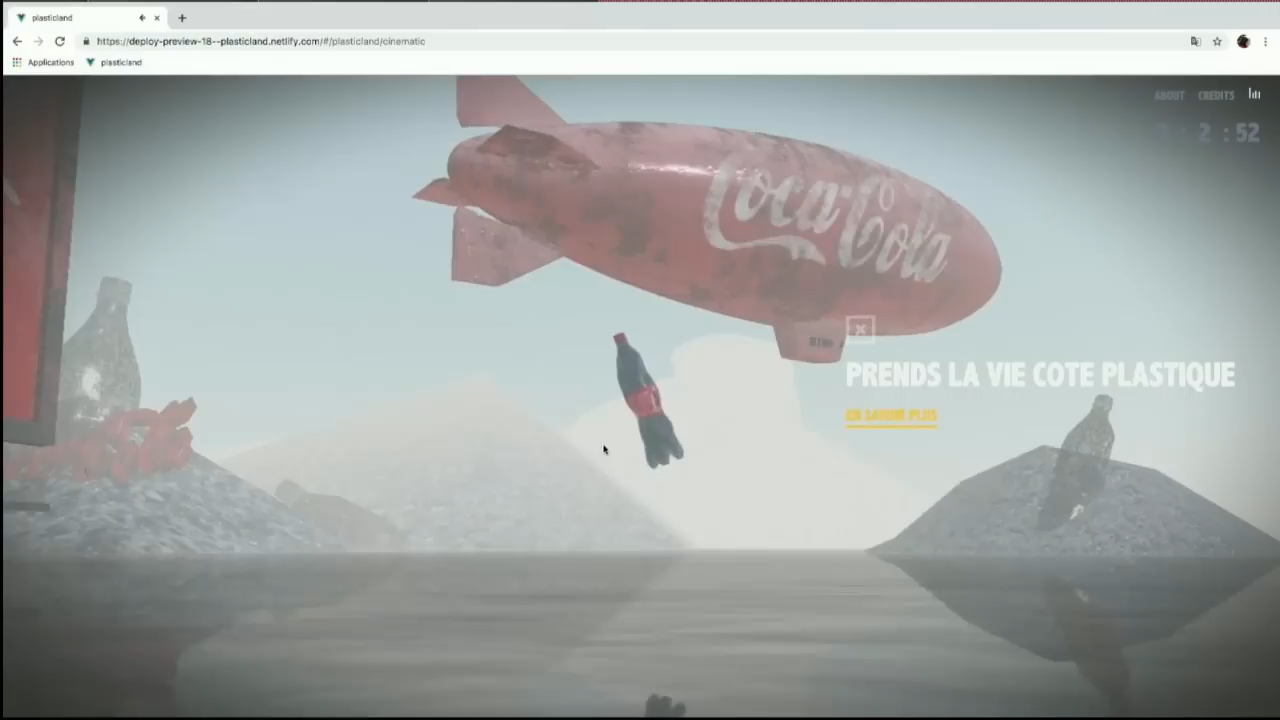 plasticland
https://deploy-preview-18--plasticland.netlify.com/#/plasticland/cinematic
Applications
plasticland
ABOUT
CREDITS
2 : 52
Coca-Cola
PRENDS LA VIE COTE PLASTIQUE
EN SAVOIR PLUS